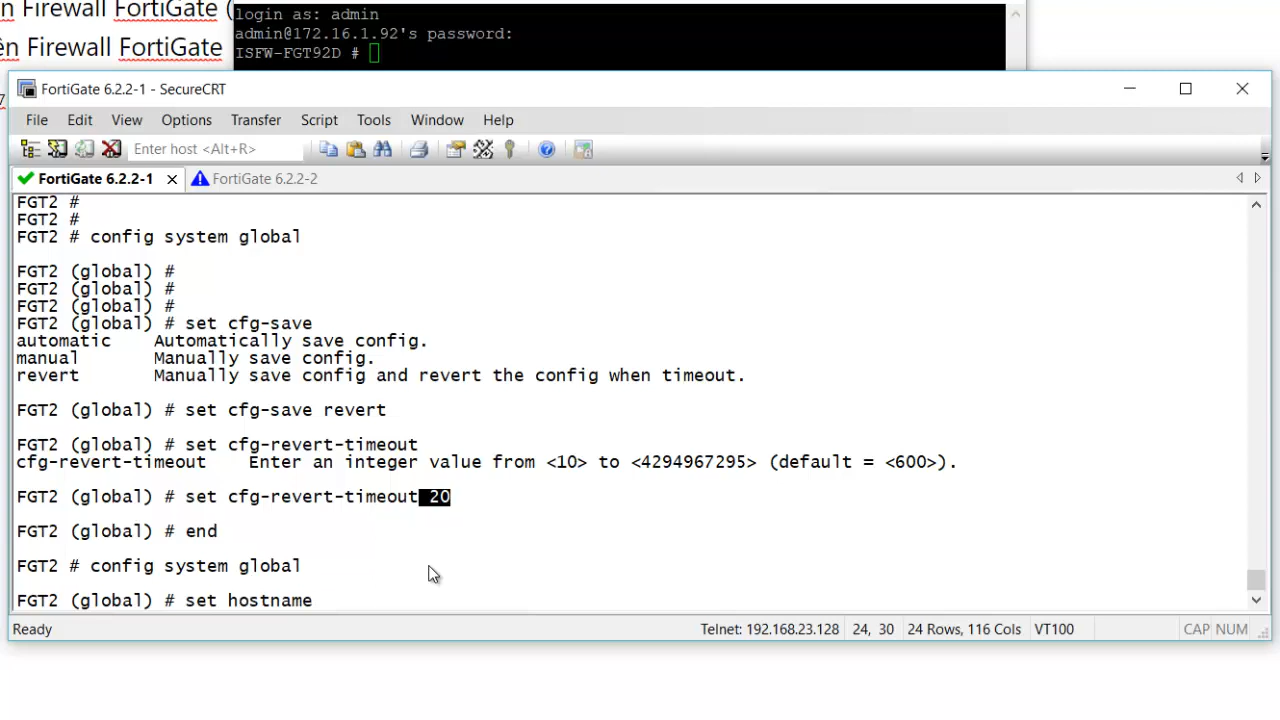 n Firewall FortiGate (
ên Firewall FortiGate
7
login as: admin
admin@172.16.1.92's password:
ISFW-FGT92D #
FortiGate 6.2.2-1 - SecureCRT
File Edit View Options Transfer Script Tools Window Help
Enter host <Alt+R>
FortiGate 6.2.2-1 FortiGate 6.2.2-2
FGT2 #
FGT2 #
FGT2 # config system global
FGT2 (global) #
FGT2 (global) #
FGT2 (global) #
FGT2 (global) # set cfg-save
automatic Automatically save config.
manual Manually save config.
revert Manually save config and revert the config when timeout.
FGT2 (global) # set cfg-save revert
FGT2 (global) # set cfg-revert-timeout
cfg-revert-timeout Enter an integer value from <10> to <4294967295> (default = <600>).
FGT2 (global) # set cfg-revert-timeout 20
FGT2 (global) # end
FGT2 # config system global
FGT2 (global) # set hostname
Ready Telnet: 192.168.23.128 24, 30 24 Rows, 116 Cols VT100 CAP NUM